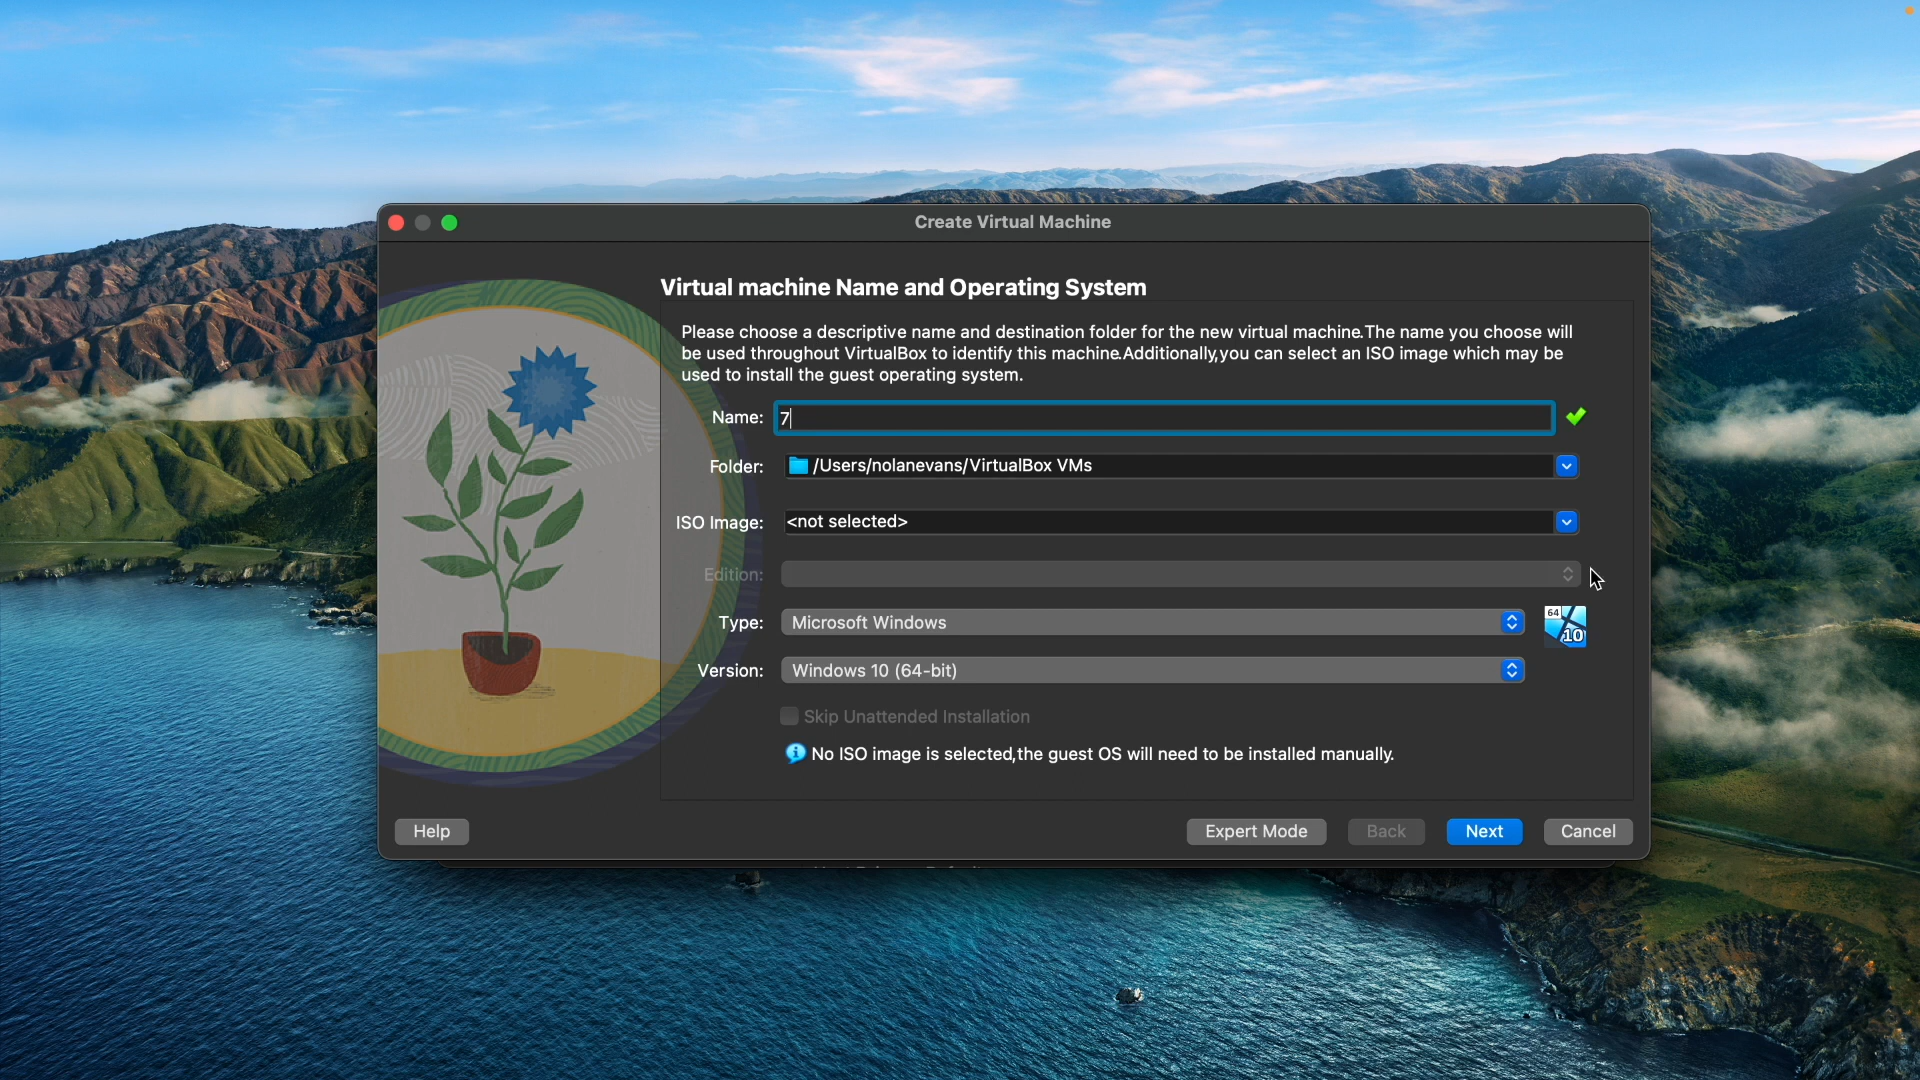 Create Virtual Machine
Virtual machine Name and Operating System
Please choose a descriptive name and destination folder for the new virtual machine.The name you choose will
be used throughout VirtualBox to identify this machine.Additionally,you can select an ISO image which may be
used to install the guest operating system.
Name: 7
Folder: /Users/nolanevans/VirtualBox VMs
ISO Image: <not selected>
Edition:
Type: Microsoft Windows
64
10
Version: Windows 10 (64-bit)
Skip Unattended Installation
No ISO image is selected,the guest OS will need to be installed manually.
Help
Expert Mode
Back
Next
Cancel